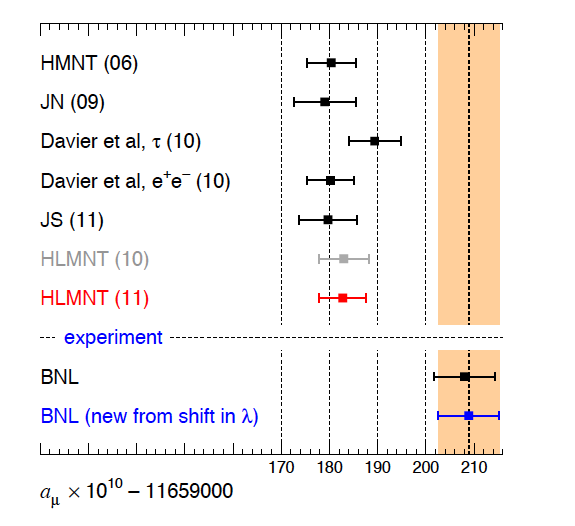 HMNT (06)
JN (09)
Davier et al, τ (10)
Davier et al, e⁺e⁻ (10)
JS (11)
HLMNT (10)
HLMNT (11)
experiment
BNL
BNL (new from shift in λ)
170 180 190 200 210
aμ × 10¹⁰ – 11659000